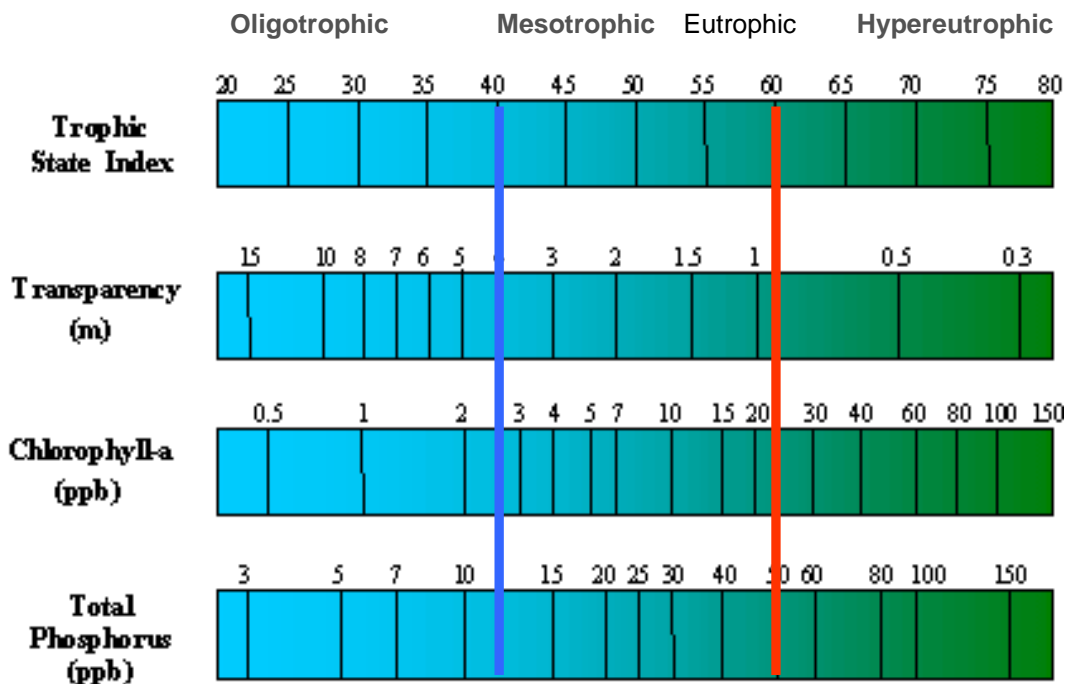 Oligotrophic Mesotrophic Eutrophic Hypereutrophic
20 25 30 35 40 45 50 55 60 65 70 75 80
Trophic
State Index
15 10 8 7 6 5 3 2 1.5 1 0.5 0.3
Transparency
(m)
0.5 1 2 3 4 5 7 10 15 20 30 40 60 80 100 150
Chlorophyll-a
(ppb)
3 5 7 10 15 20 25 30 40 50 60 80 100 150
Total
Phosphorus
(ppb)